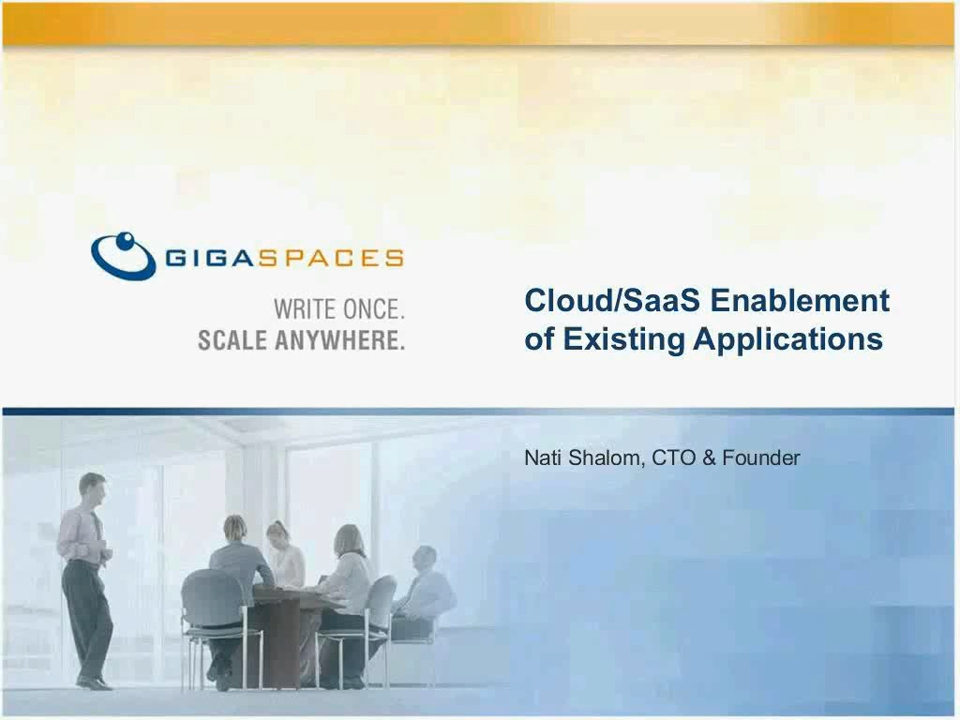 GIGASPACES
WRITE ONCE.
SCALE ANYWHERE.
Cloud/SaaS Enablement
of Existing Applications
Nati Shalom, CTO & Founder